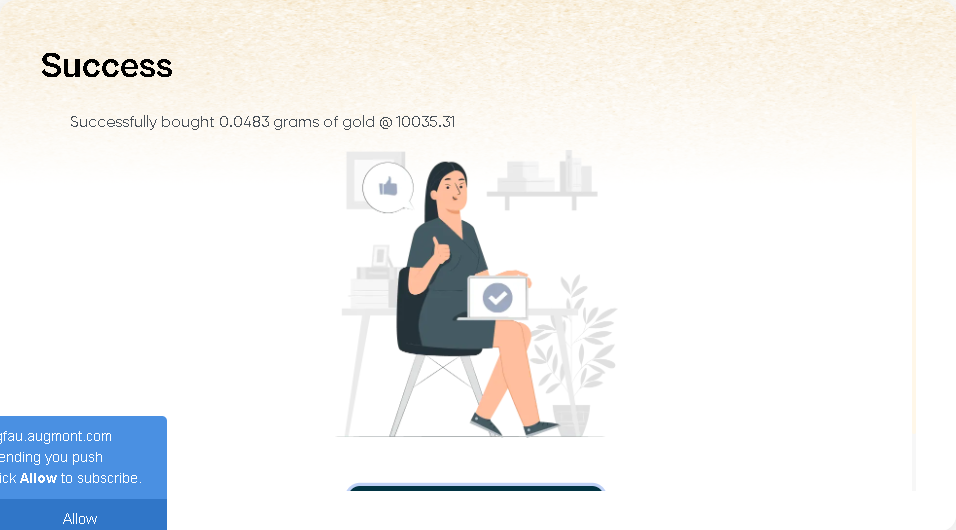 Success
Successfully bought 0.0483 grams of gold @ 10035.31
gfau.augmont.com
ending you push
ick Allow to subscribe.
Allow